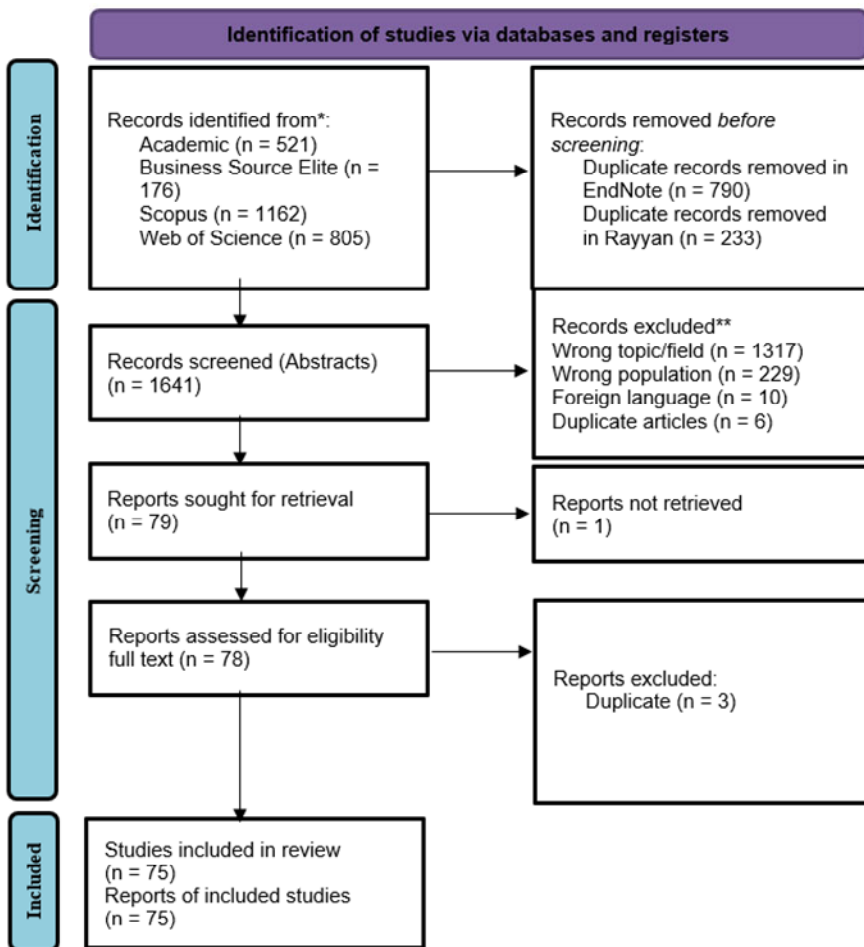 Identification of studies via databases and registers
Identification
Records identified from*:
Academic (n = 521)
Business Source Elite (n =
176)
Scopus (n = 1162)
Web of Science (n = 805)
Records removed before
screening:
Duplicate records removed in
EndNote (n = 790)
Duplicate records removed
in Rayyan (n = 233)
Screening
Records screened (Abstracts)
(n = 1641)
Records excluded**
Wrong topic/field (n = 1317)
Wrong population (n = 229)
Foreign language (n = 10)
Duplicate articles (n = 6)
Reports sought for retrieval
(n = 79)
Reports not retrieved
(n = 1)
Reports assessed for eligibility
full text (n = 78)
Reports excluded:
Duplicate (n = 3)
Included
Studies included in review
(n = 75)
Reports of included studies
(n = 75)